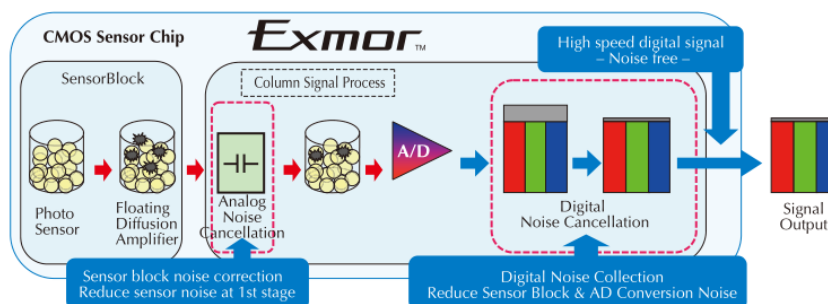 CMOS Sensor Chip
Exmor TM
High speed digital signal
– Noise free –
SensorBlock
Column Signal Process
A/D
Photo
Sensor
Floating
Diffusion
Amplifier
Analog
Noise
Cancellation
Digital
Noise Cancellation
Signal
Output
Sensor block noise correction
Reduce sensor noise at 1st stage
Digital Noise Collection
Reduce Sensor Block & AD Conversion Noise